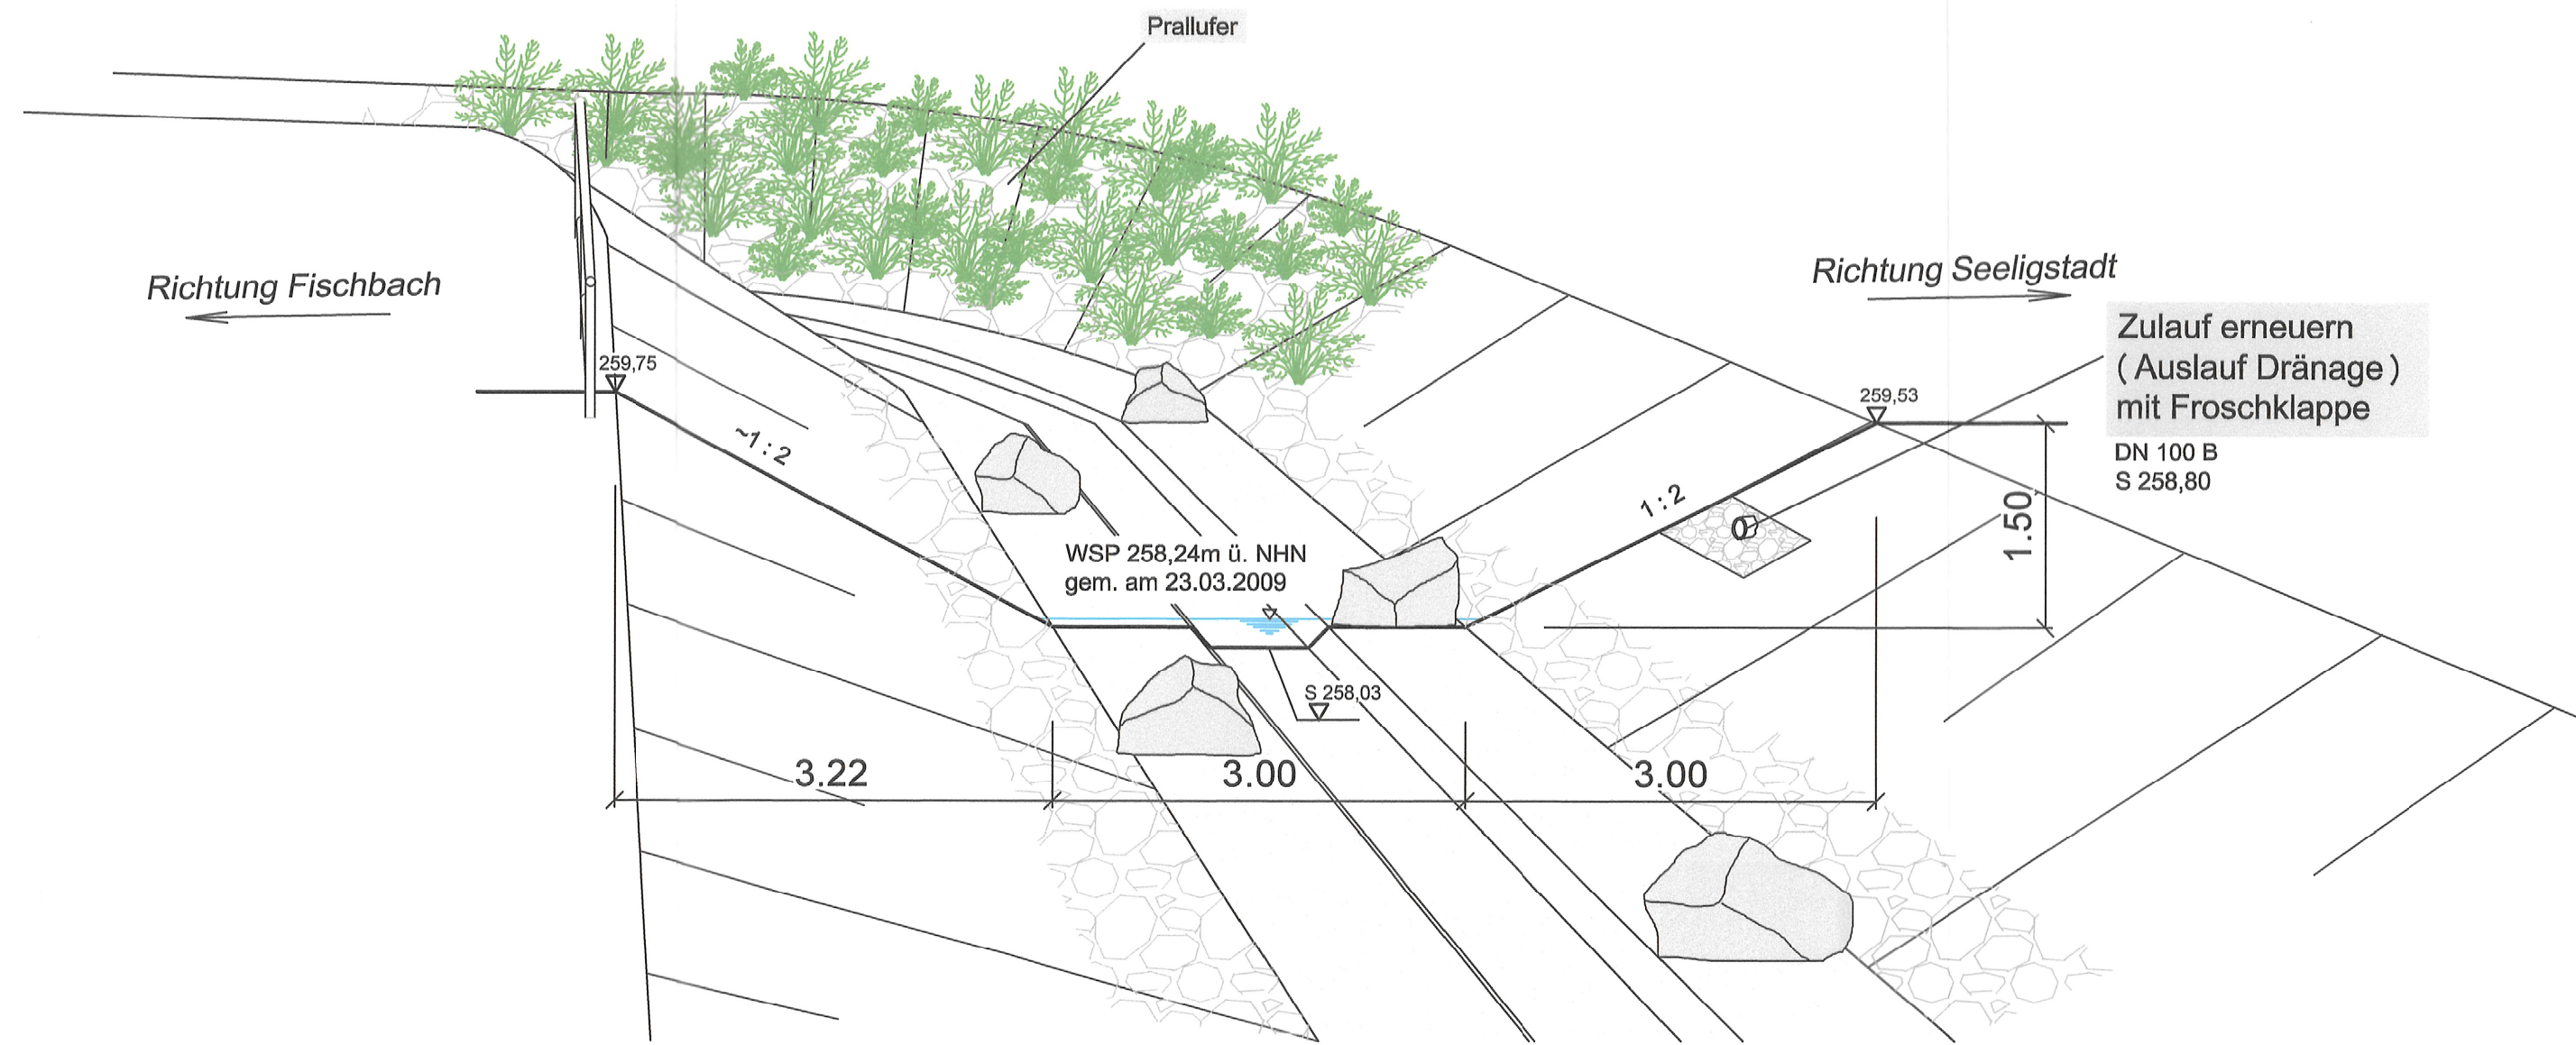 Prallufer
Richtung Fischbach
Richtung Seeligstadt
Zulauf erneuern
( Auslauf Dränage )
mit Froschklappe
DN 100 B
S 258,80
259,75
259,53
~1 : 2
1 : 2
1.50
WSP 258,24m ü. NHN
gem. am 23.03.2009
S 258,03
3.22
3.00
3.00